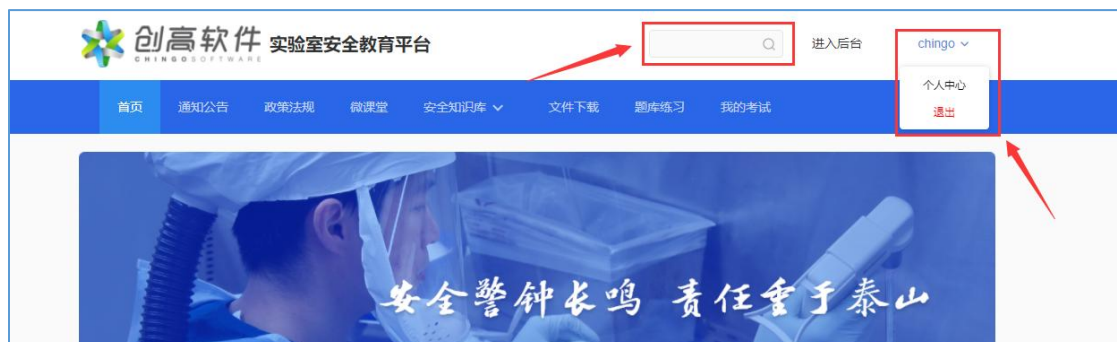 创高软件 实验室安全教育平台
CHINGOSOFTWARE
进入后台
chingo
个人中心
退出
首页 通知公告 政策法规 微课堂 安全知识库 文件下载 题库练习 我的考试
安全警钟长鸣 责任重于泰山